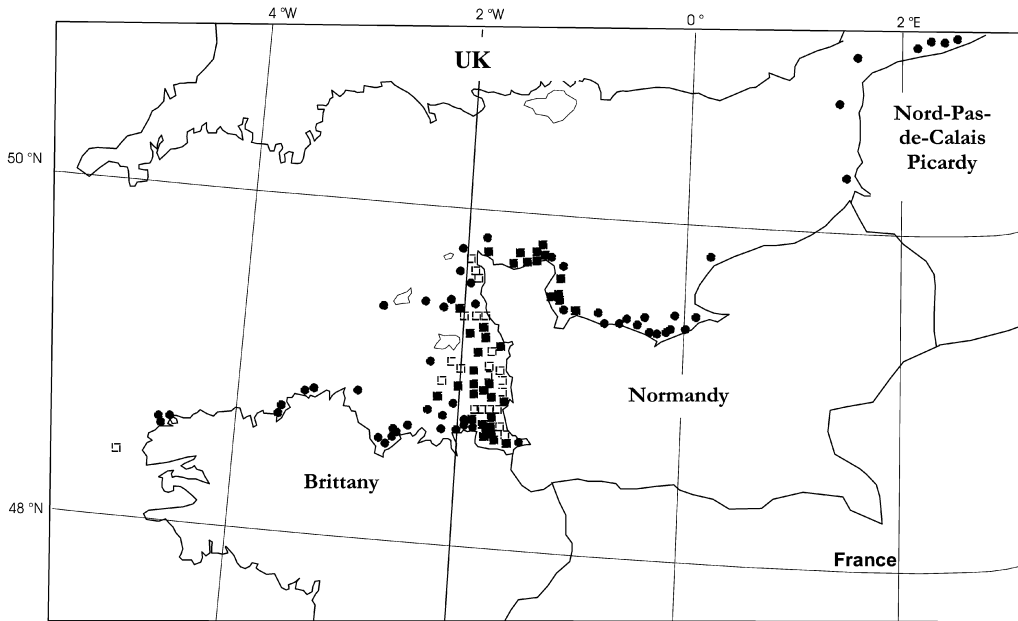 4 °W
2 °W
0 °
2 °E
UK
50 °N
Nord-Pas-
de-Calais
Picardy
Normandy
Brittany
48 °N
France